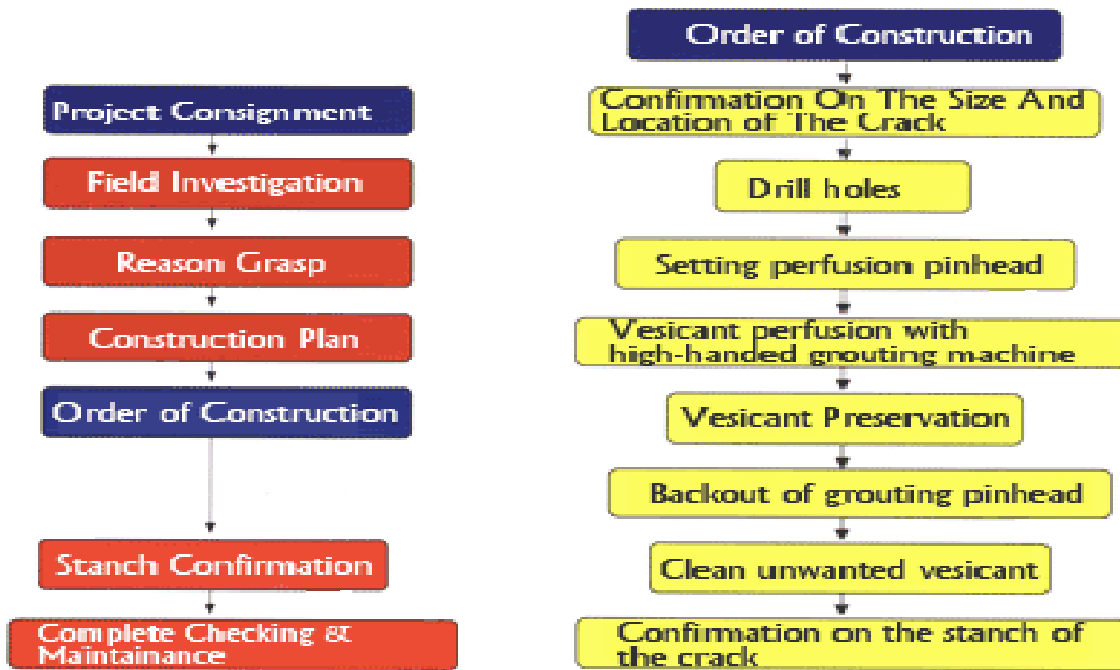 Project Consignment
Field Investigation
Reason Grasp
Construction Plan
Order of Construction
Stanch Confirmation
Complete Checking &
Maintainance
Order of Construction
Confirmation On The Size And
Location of The Crack
Drill holes
Setting perfusion pinhead
Vesicant perfusion with
high-handed grouting machine
Vesicant Preservation
Backout of grouting pinhead
Clean unwanted vesicant
Confirmation on the stanch of
the crack